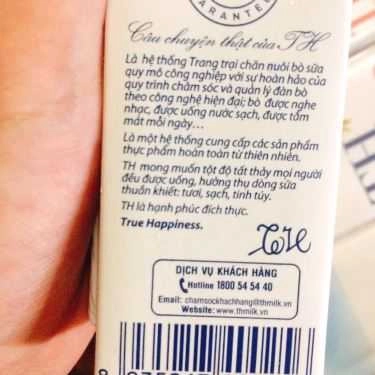 GUARANTEE
Câu chuyện thật của TH
Là hệ thống Trang trại chăn nuôi bò sữa
quy mô công nghiệp với sự hoàn hảo của
quy trình chăm sóc và quản lý đàn bò
theo công nghệ hiện đại; bò được nghe
nhạc, được uống nước sạch, được tắm
mát mỗi ngày…
Là một hệ thống cung cấp các sản phẩm
thực phẩm hoàn toàn từ thiên nhiên.
TH mong muốn tột độ tất thảy mọi người
đều được uống, hưởng thụ dòng sữa
thuần khiết: tươi, sạch, tinh túy.
TH là hạnh phúc đích thực.
True Happiness.
DỊCH VỤ KHÁCH HÀNG
Hotline 1800 54 54 40
Email: chamsockhachhang@thmilk.vn
Website: www.thmilk.vn